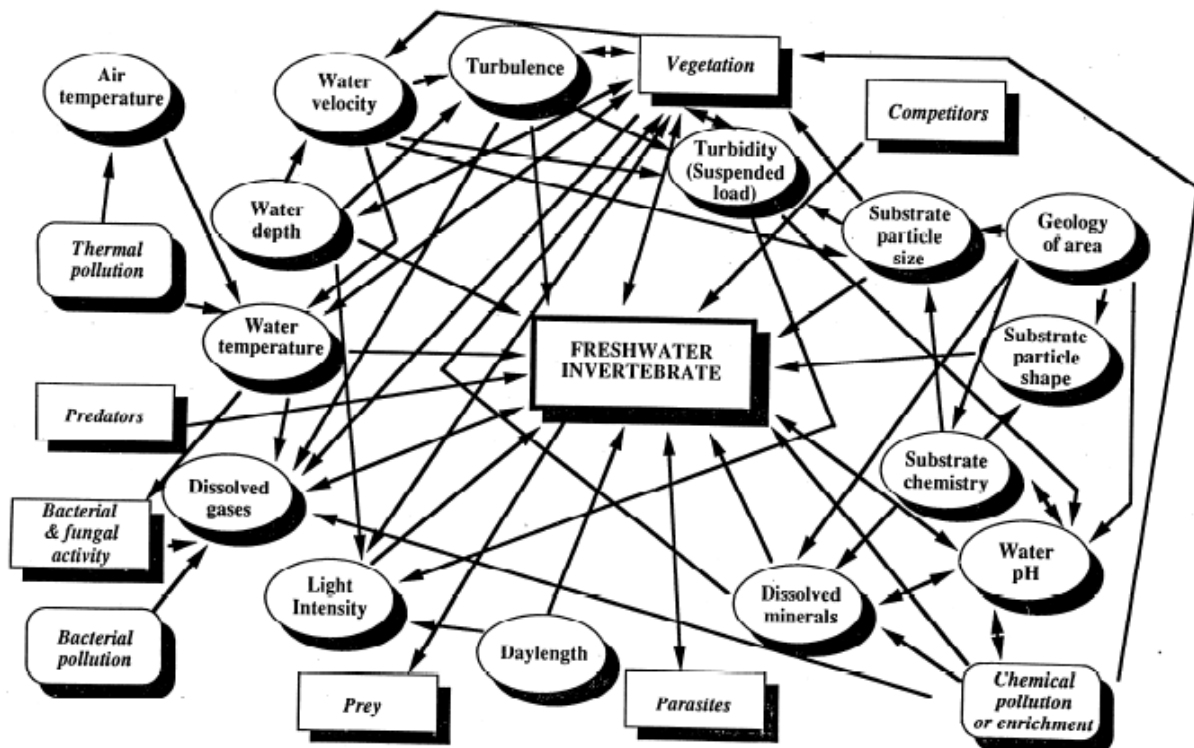 Air
temperature
Water
velocity
Turbulence
Vegetation
Competitors
Turbidity
(Suspended
load)
Water
depth
Substrate
particle
size
Geology
of area
Thermal
pollution
Water
temperature
FRESHWATER
INVERTEBRATE
Substrate
particle
shape
Predators
Dissolved
gases
Substrate
chemistry
Bacterial
& fungal
activity
Light
Intensity
Dissolved
minerals
Water
pH
Bacterial
pollution
Daylength
Prey
Parasites
Chemical
pollution
or enrichment